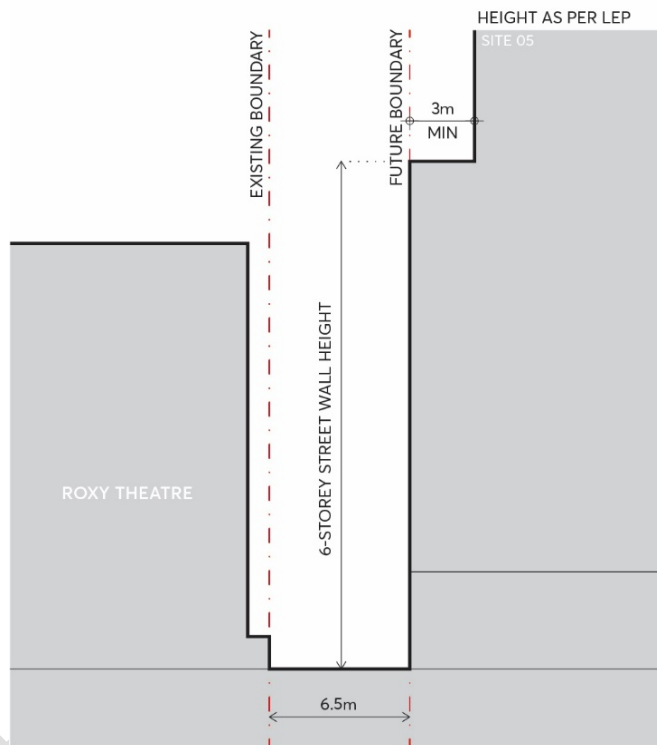 HEIGHT AS PER LEP
SITE 05
EXISTING BOUNDARY
FUTURE BOUNDARY
3m
MIN
6-STOREY STREET WALL HEIGHT
ROXY THEATRE
6.5m